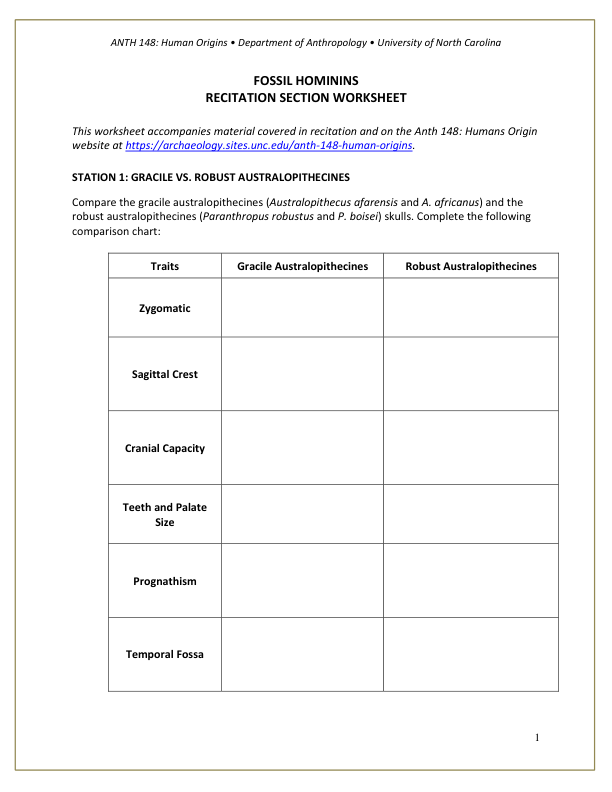 ANTH 148: Human Origins • Department of Anthropology • University of North Carolina
FOSSIL HOMININS
RECITATION SECTION WORKSHEET
This worksheet accompanies material covered in recitation and on the Anth 148: Humans Origin
website at https://archaeology.sites.unc.edu/anth-148-human-origins.
STATION 1: GRACILE VS. ROBUST AUSTRALOPITHECINES
Compare the gracile australopithecines (Australopithecus afarensis and A. africanus) and the
robust australopithecines (Paranthropus robustus and P. boisei) skulls. Complete the following
comparison chart:
Traits Gracile Australopithecines Robust Australopithecines
Zygomatic
Sagittal Crest
Cranial Capacity
Teeth and Palate
Size
Prognathism
Temporal Fossa
1